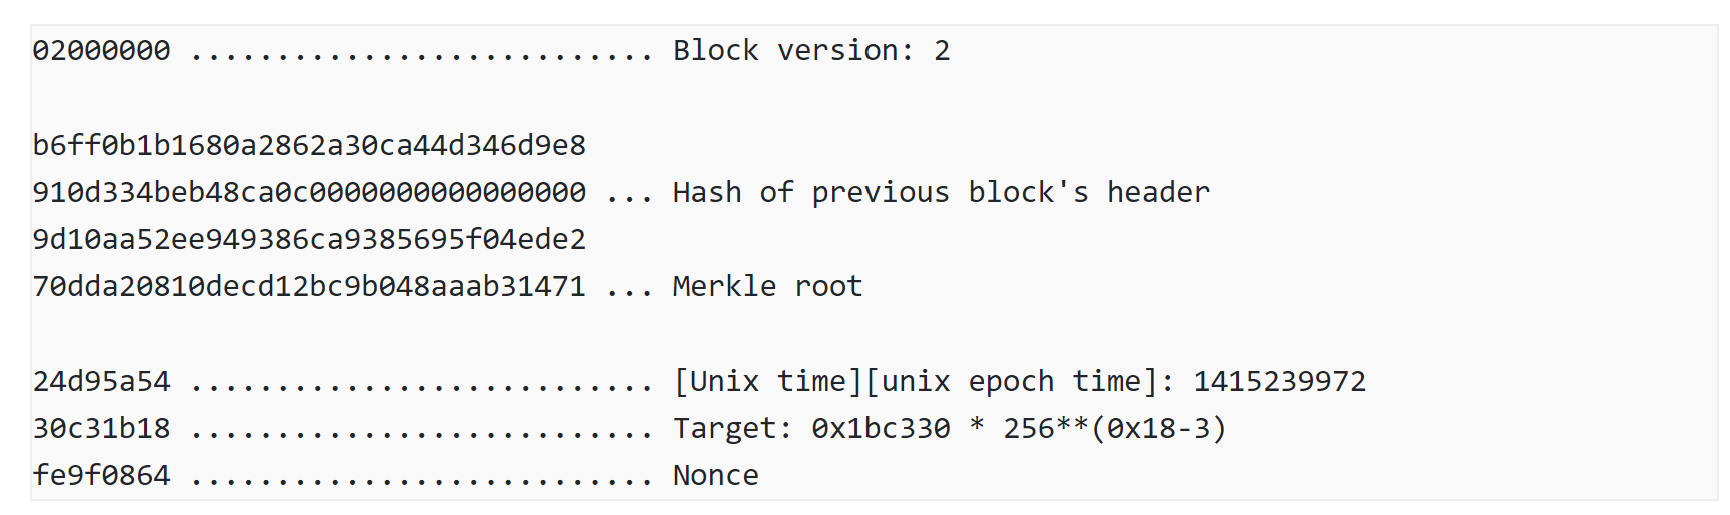 02000000 ........................... Block version: 2
b6ff0b1b1680a2862a30ca44d346d9e8
910d334beb48ca0c0000000000000000 ... Hash of previous block's header
9d10aa52ee949386ca9385695f04ede2
70dda20810decd12bc9b048aaab31471 ... Merkle root
24d95a54 ........................... [Unix time][unix epoch time]: 1415239972
30c31b18 ........................... Target: 0x1bc330 * 256**(0x18-3)
fe9f0864 ........................... Nonce